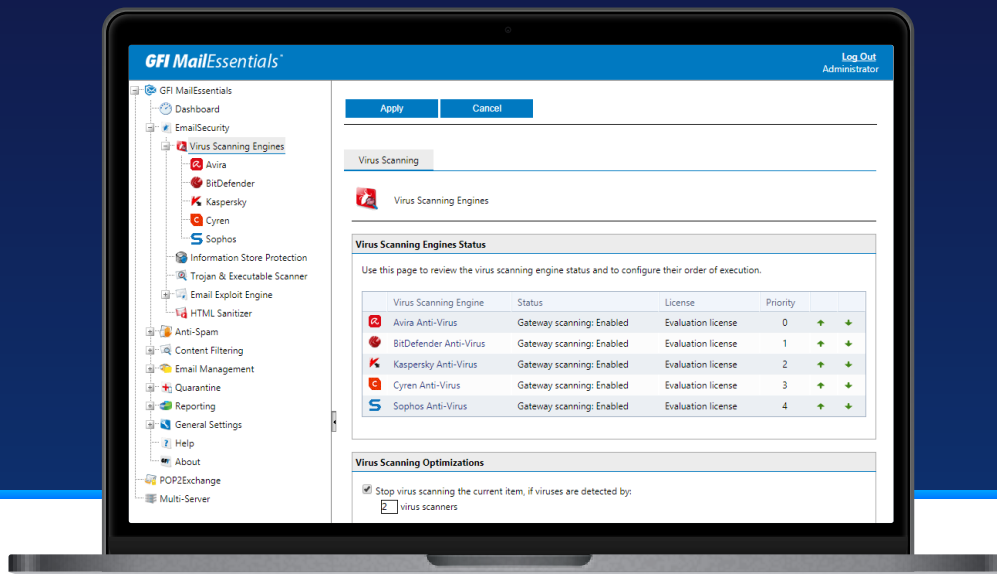 GFI MailEssentials
Log Out
Administrator
GFI MailEssentials
Dashboard
EmailSecurity
Virus Scanning Engines
Avira
BitDefender
Kaspersky
Cyren
Sophos
Information Store Protection
Trojan & Executable Scanner
Email Exploit Engine
HTML Sanitizer
Anti-Spam
Content Filtering
Email Management
Quarantine
Reporting
General Settings
Help
About
POP2Exchange
Multi-Server
Apply Cancel
Virus Scanning
Virus Scanning Engines
Virus Scanning Engines Status
Use this page to review the virus scanning engine status and to configure their order of execution.
Virus Scanning Engine Status License Priority
Avira Anti-Virus Gateway scanning: Enabled Evaluation license 0
BitDefender Anti-Virus Gateway scanning: Enabled Evaluation license 1
Kaspersky Anti-Virus Gateway scanning: Enabled Evaluation license 2
Cyren Anti-Virus Gateway scanning: Enabled Evaluation license 3
Sophos Anti-Virus Gateway scanning: Enabled Evaluation license 4
Virus Scanning Optimizations
Stop virus scanning the current item, if viruses are detected by:
2 virus scanners